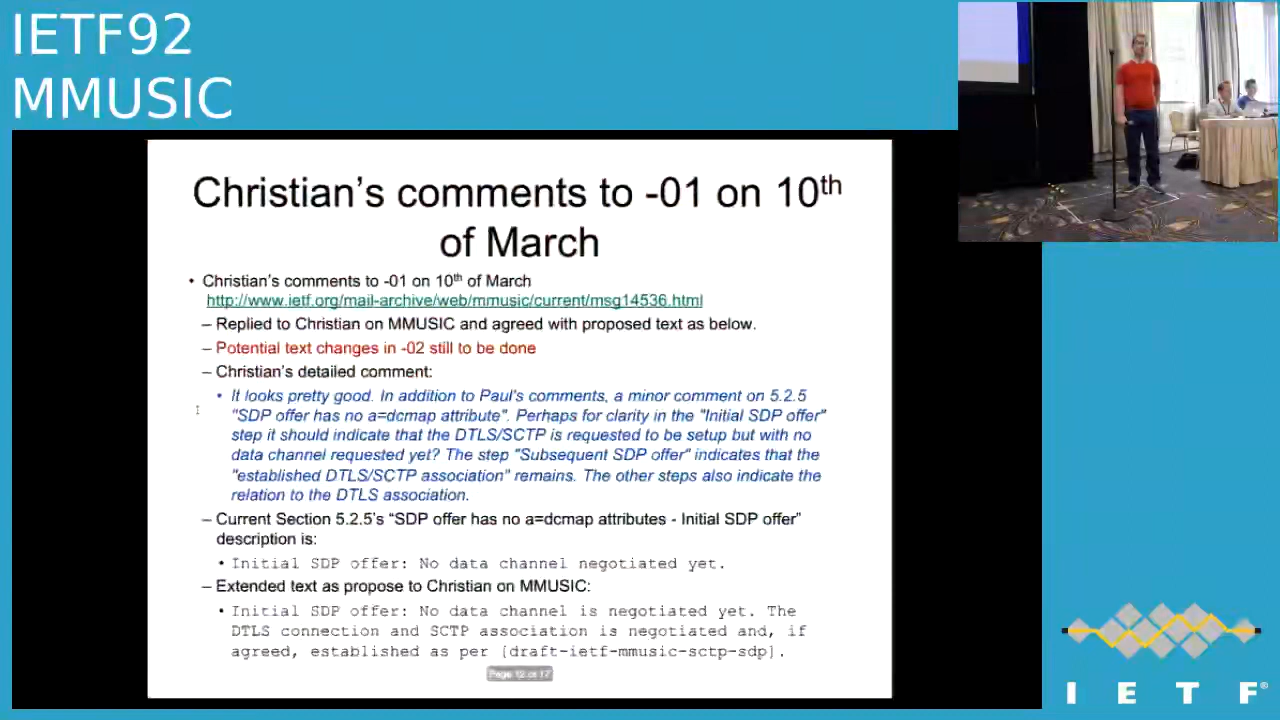 IETF92
MMUSIC
Christian's comments to -01 on 10th
of March
• Christian's comments to -01 on 10th of March
http://www.ietf.org/mail-archive/web/mmusic/current/msg14536.html
– Replied to Christian on MMUSIC and agreed with proposed text as below.
– Potential text changes in -02 still to be done
– Christian's detailed comment:
• It looks pretty good. In addition to Paul's comments, a minor comment on 5.2.5
"SDP offer has no a=dcmap attribute". Perhaps for clarity in the "Initial SDP offer"
step it should indicate that the DTLS/SCTP is requested to be setup but with no
data channel requested yet? The step "Subsequent SDP offer" indicates that the
"established DTLS/SCTP association" remains. The other steps also indicate the
relation to the DTLS association.
– Current Section 5.2.5's "SDP offer has no a=dcmap attributes - Initial SDP offer"
description is:
• Initial SDP offer: No data channel negotiated yet.
– Extended text as propose to Christian on MMUSIC:
• Initial SDP offer: No data channel is negotiated yet. The
DTLS connection and SCTP association is negotiated and, if
agreed, established as per [draft-ietf-mmusic-sctp-sdp].
Page 12 of 17
I E T F®